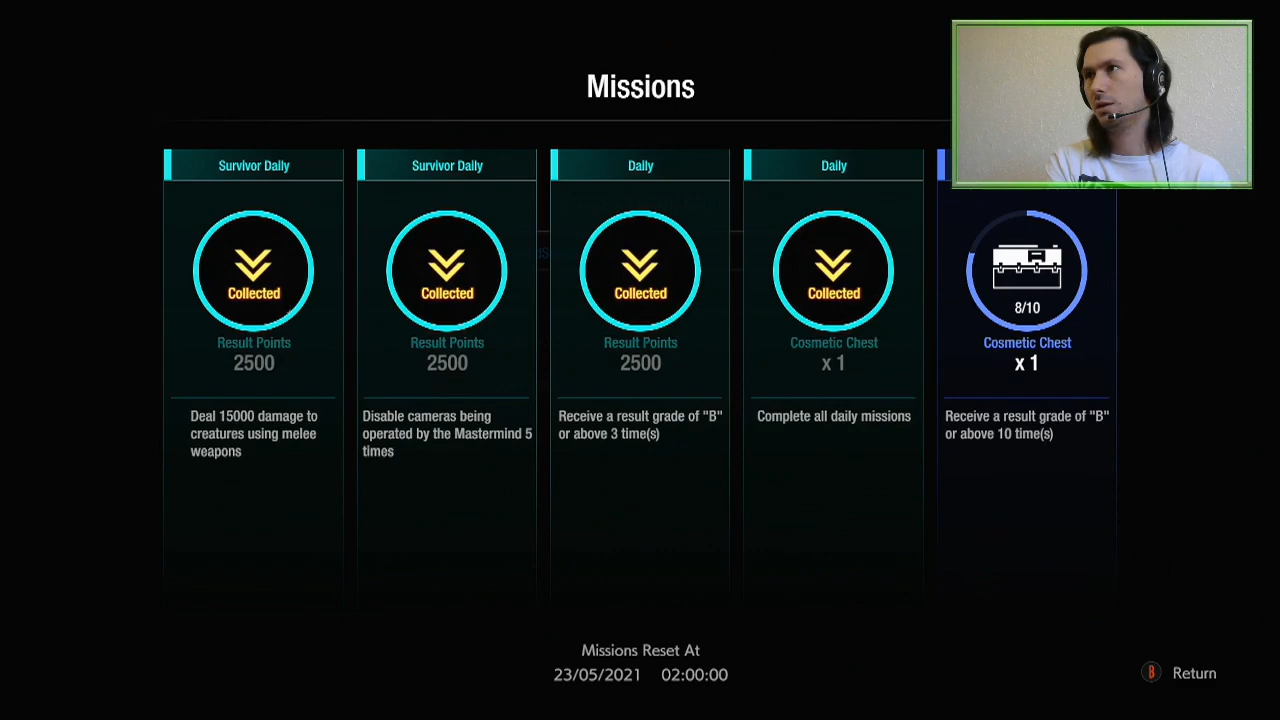 Missions
Survivor Daily
Collected
Result Points
2500
Deal 15000 damage to
creatures using melee
weapons
Survivor Daily
Collected
Result Points
2500
Disable cameras being
operated by the Mastermind 5
times
Daily
Collected
Result Points
2500
Receive a result grade of "B"
or above 3 time(s)
Daily
Collected
Cosmetic Chest
x 1
Complete all daily missions
8/10
Cosmetic Chest
x 1
Receive a result grade of "B"
or above 10 time(s)
Missions Reset At
23/05/2021 02:00:00
B Return